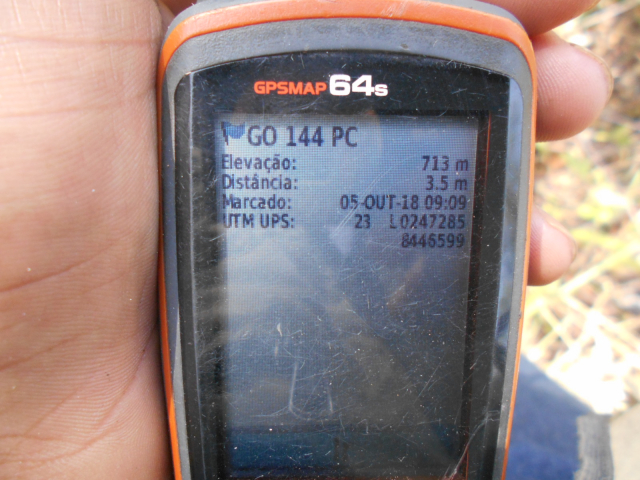 GPSMAP 64s
GO 144 PC
Elevação: 713 m
Distância: 3.5 m
Marcado: 05-OUT-18 09:09
UTM UPS: 23 L 0247285
8446599